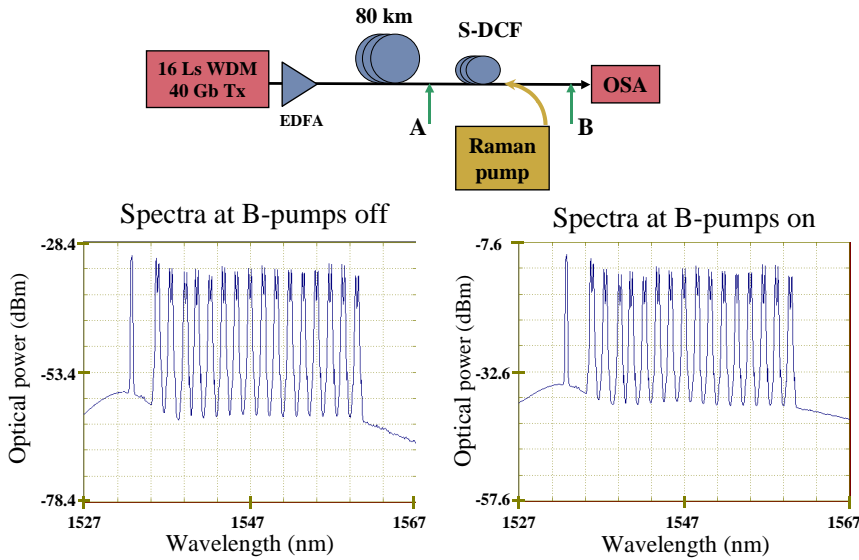 80 km
S-DCF
16 Ls WDM
40 Gb Tx
EDFA
A
B
OSA
Raman
pump
Spectra at B-pumps off
Optical power (dBm)
-28.4
-53.4
-78.4
1527
1547
1567
Wavelength (nm)
Spectra at B-pumps on
Optical power (dBm)
-7.6
-32.6
-57.6
1527
1547
1567
Wavelength (nm)